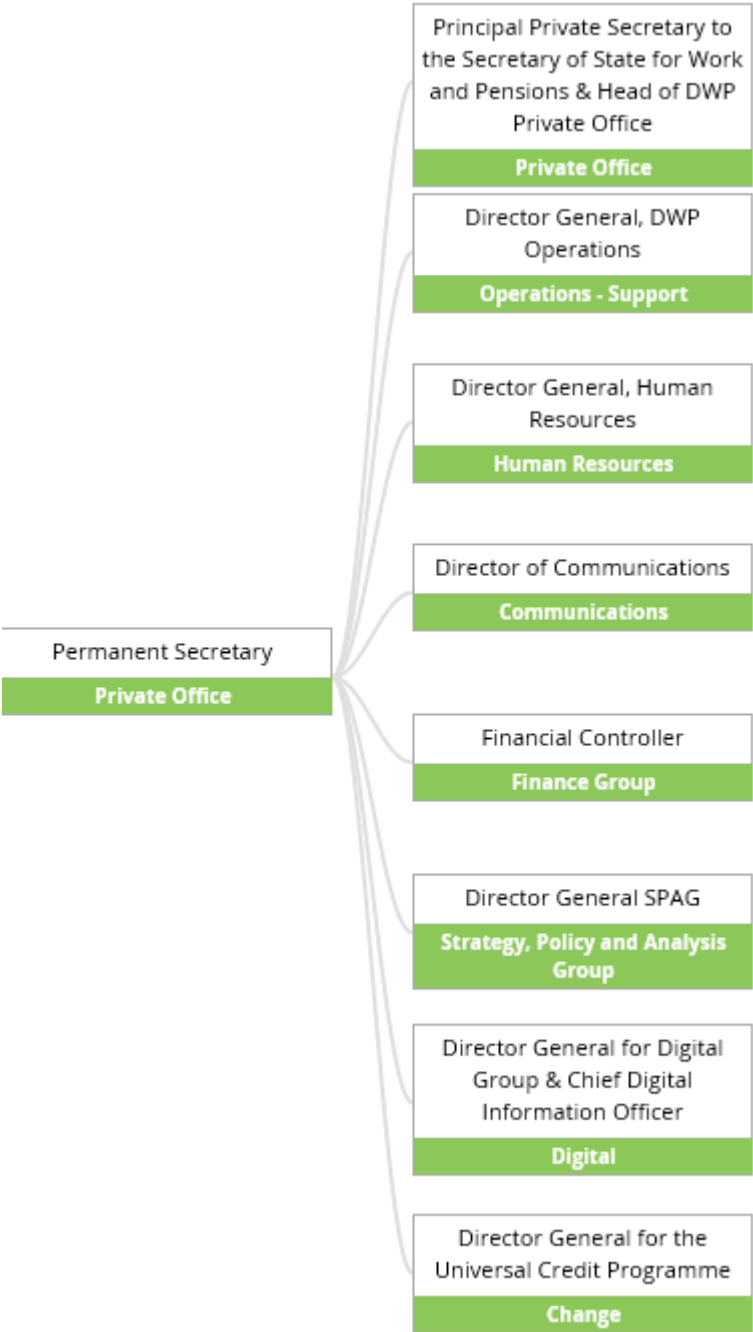 Principal Private Secretary to
the Secretary of State for Work
and Pensions & Head of DWP
Private Office
Private Office
Director General, DWP
Operations
Operations - Support
Director General, Human
Resources
Human Resources
Director of Communications
Communications
Permanent Secretary
Private Office
Financial Controller
Finance Group
Director General SPAG
Strategy, Policy and Analysis
Group
Director General for Digital
Group & Chief Digital
Information Officer
Digital
Director General for the
Universal Credit Programme
Change